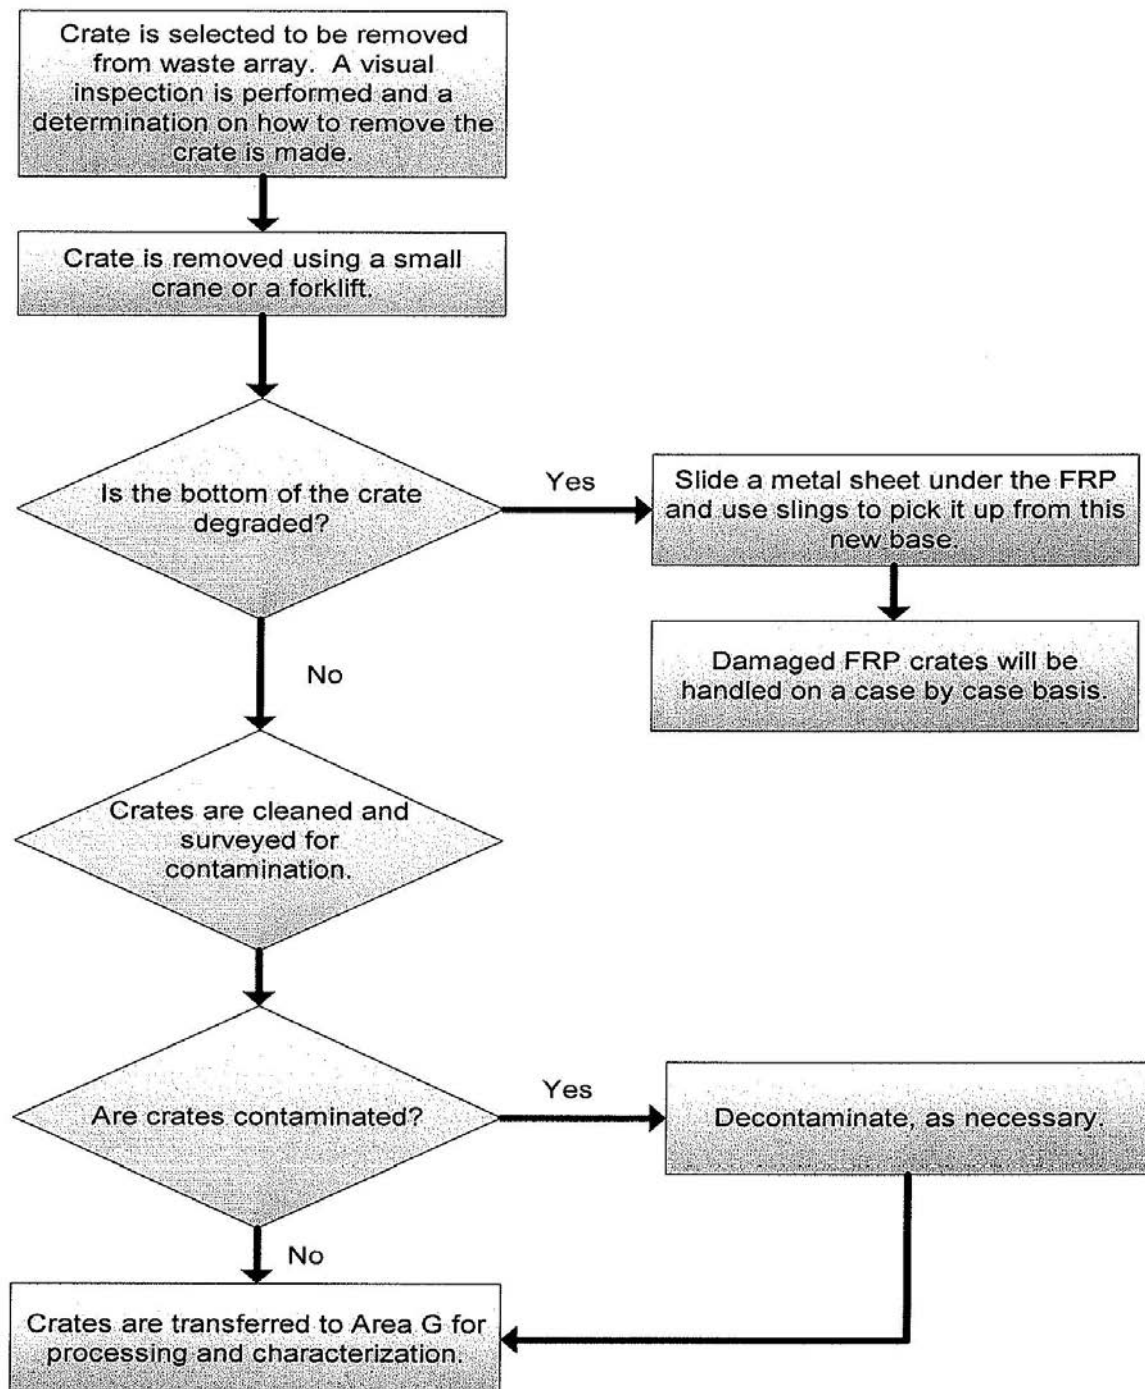 Crate is selected to be removed
from waste array. A visual
inspection is performed and a
determination on how to remove the
crate is made.
Crate is removed using a small
crane or a forklift.
Is the bottom of the crate
degraded?
Yes
Slide a metal sheet under the FRP
and use slings to pick it up from this
new base.
Damaged FRP crates will be
handled on a case by case basis.
No
Crates are cleaned and
surveyed for
contamination.
Are crates contaminated?
Yes
Decontaminate, as necessary.
No
Crates are transferred to Area G for
processing and characterization.